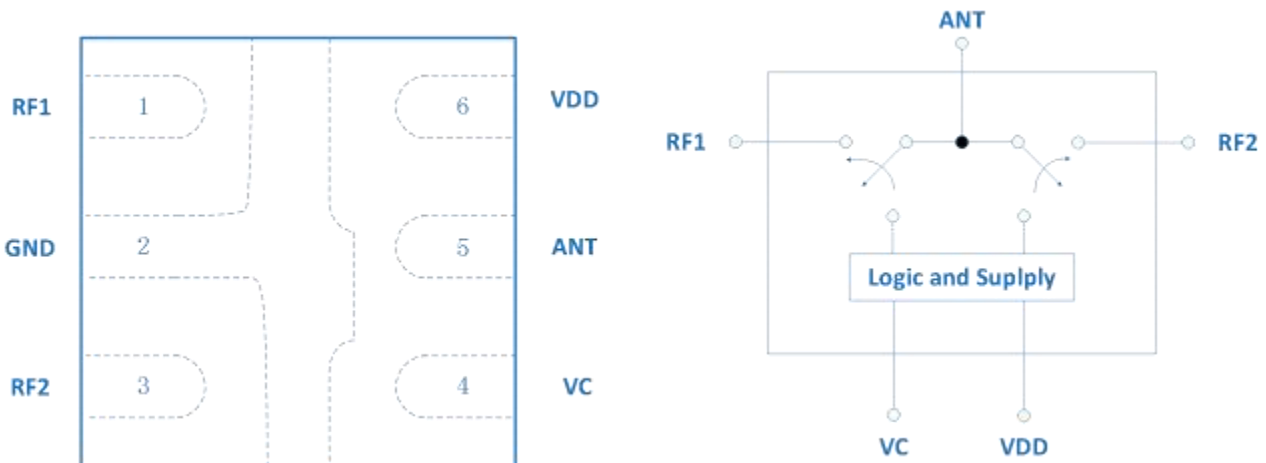 RF1
1
6
VDD
GND
2
5
ANT
RF2
3
4
VC
ANT
RF1
RF2
Logic and Suplply
VC
VDD